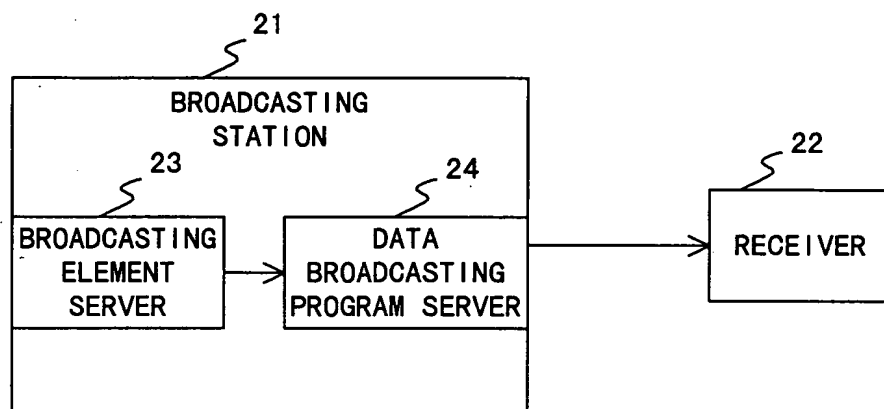 21
BROADCASTING
STATION
23
24
22
BROADCASTING
ELEMENT
SERVER
DATA
BROADCASTING
PROGRAM SERVER
RECEIVER